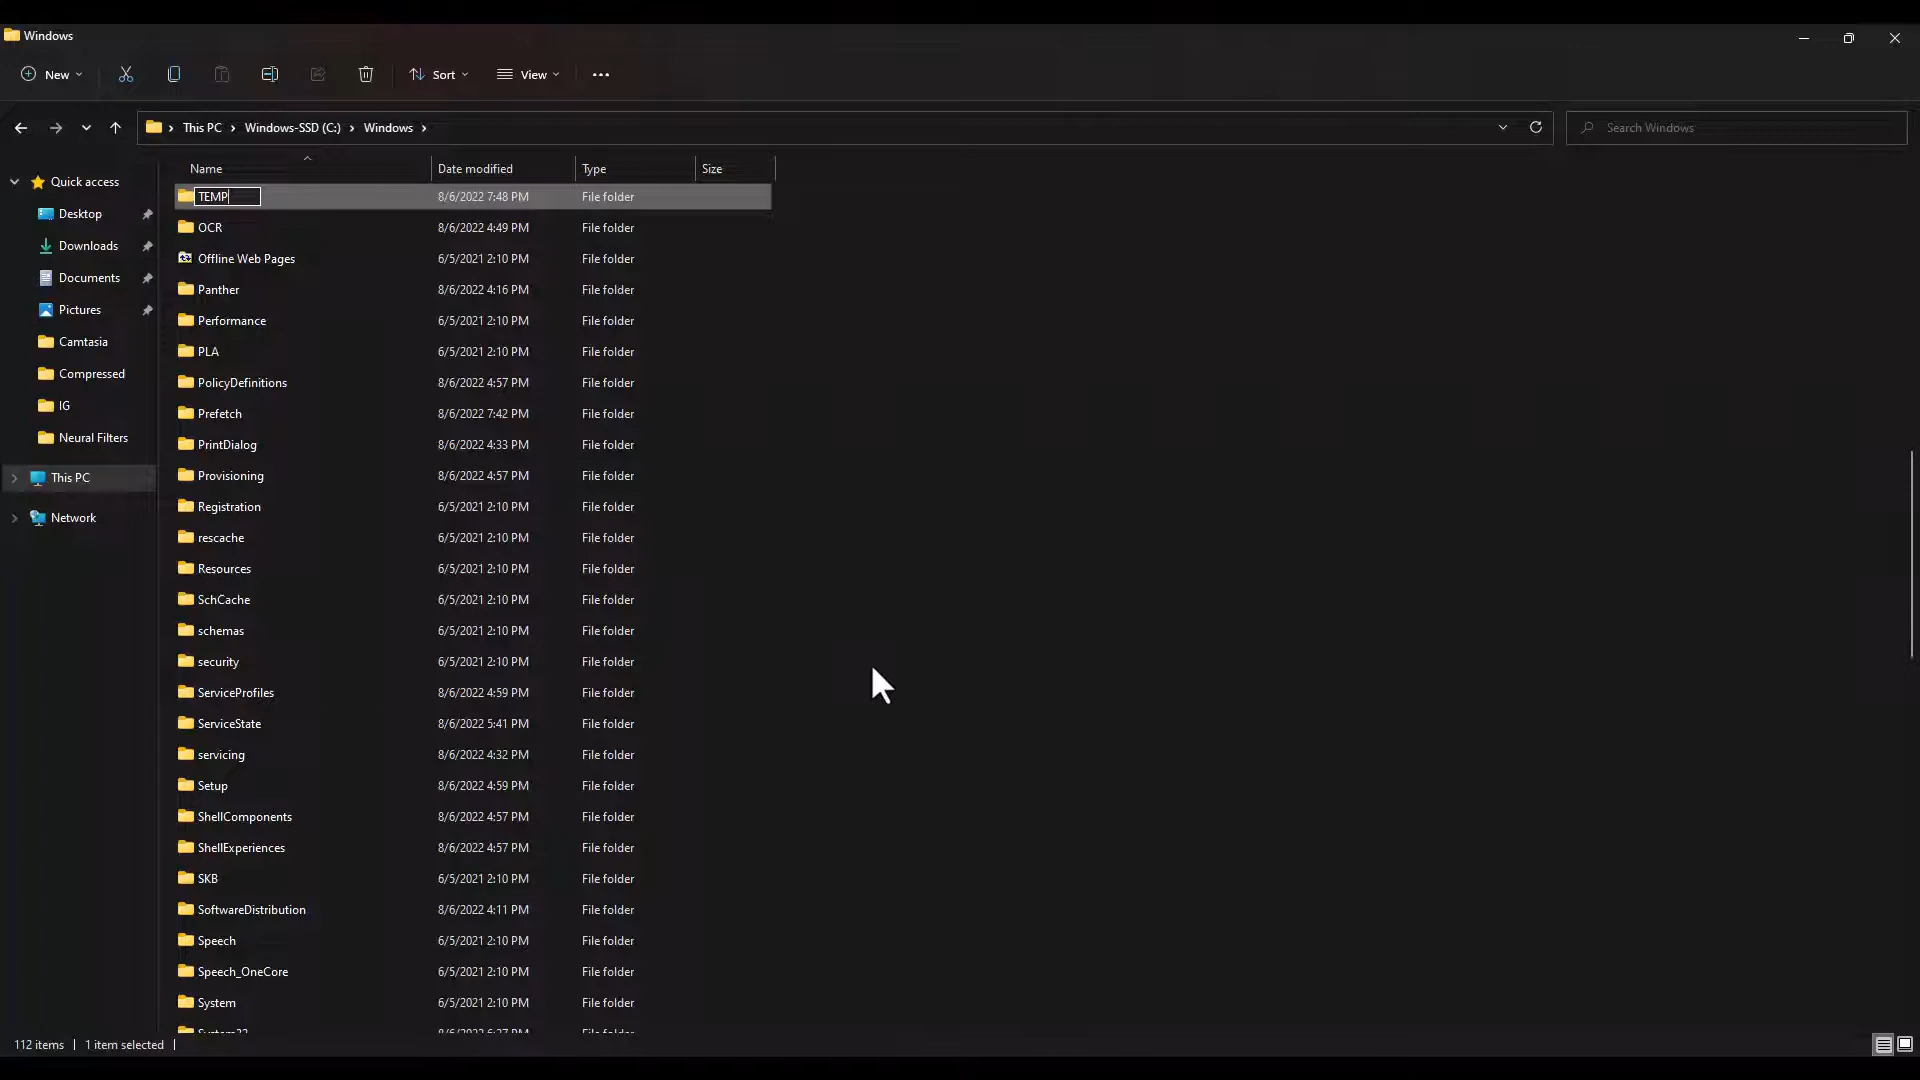 Windows
New
Sort
View
This PC > Windows-SSD (C:) > Windows >
Search Windows
Name Date modified Type Size
Quick access
Desktop
Downloads
Documents
Pictures
Camtasia
Compressed
IG
Neural Filters
This PC
Network
TEMP 8/6/2022 7:48 PM File folder
OCR 8/6/2022 4:49 PM File folder
Offline Web Pages 6/5/2021 2:10 PM File folder
Panther 8/6/2022 4:16 PM File folder
Performance 6/5/2021 2:10 PM File folder
PLA 6/5/2021 2:10 PM File folder
PolicyDefinitions 8/6/2022 4:57 PM File folder
Prefetch 8/6/2022 7:42 PM File folder
PrintDialog 8/6/2022 4:33 PM File folder
Provisioning 8/6/2022 4:57 PM File folder
Registration 6/5/2021 2:10 PM File folder
rescache 6/5/2021 2:10 PM File folder
Resources 6/5/2021 2:10 PM File folder
SchCache 6/5/2021 2:10 PM File folder
schemas 6/5/2021 2:10 PM File folder
security 6/5/2021 2:10 PM File folder
ServiceProfiles 8/6/2022 4:59 PM File folder
ServiceState 8/6/2022 5:41 PM File folder
servicing 8/6/2022 4:32 PM File folder
Setup 8/6/2022 4:59 PM File folder
ShellComponents 8/6/2022 4:57 PM File folder
ShellExperiences 8/6/2022 4:57 PM File folder
SKB 6/5/2021 2:10 PM File folder
SoftwareDistribution 8/6/2022 4:11 PM File folder
Speech 6/5/2021 2:10 PM File folder
Speech_OneCore 6/5/2021 2:10 PM File folder
System 6/5/2021 2:10 PM File folder
112 items | 1 item selected |